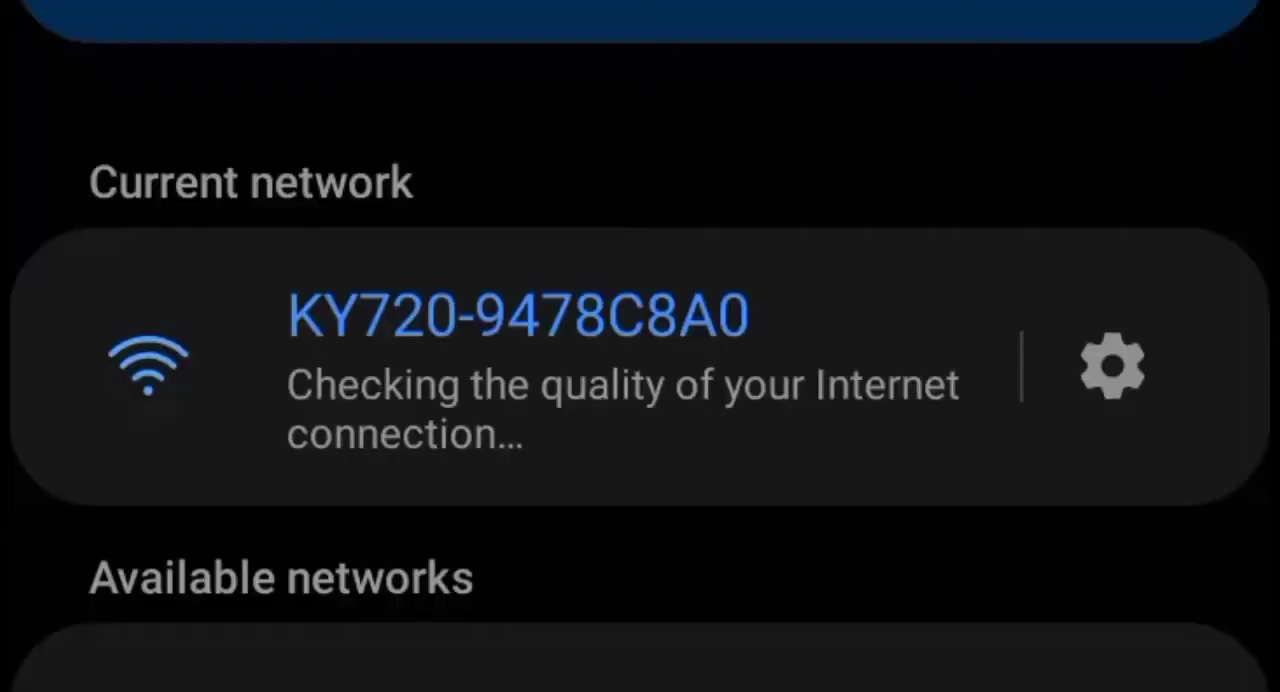 Current network
KY720-9478C8A0
Checking the quality of your Internet
connection...
Available networks